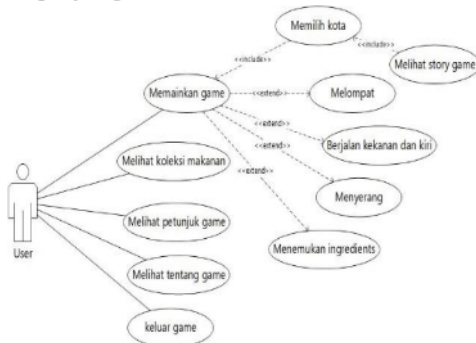 Memilih kota
<<include>>
<<include>>
Melihat story game
Memainkan game
<<extend>>
Melompat
<<extend>>
Berjalan kekanan dan kiri
Melihat koleksi makanan
<<extend>>
<<extend>>
Menyerang
Melihat petunjuk game
Menemukan ingredients
User
Melihat tentang game
keluar game